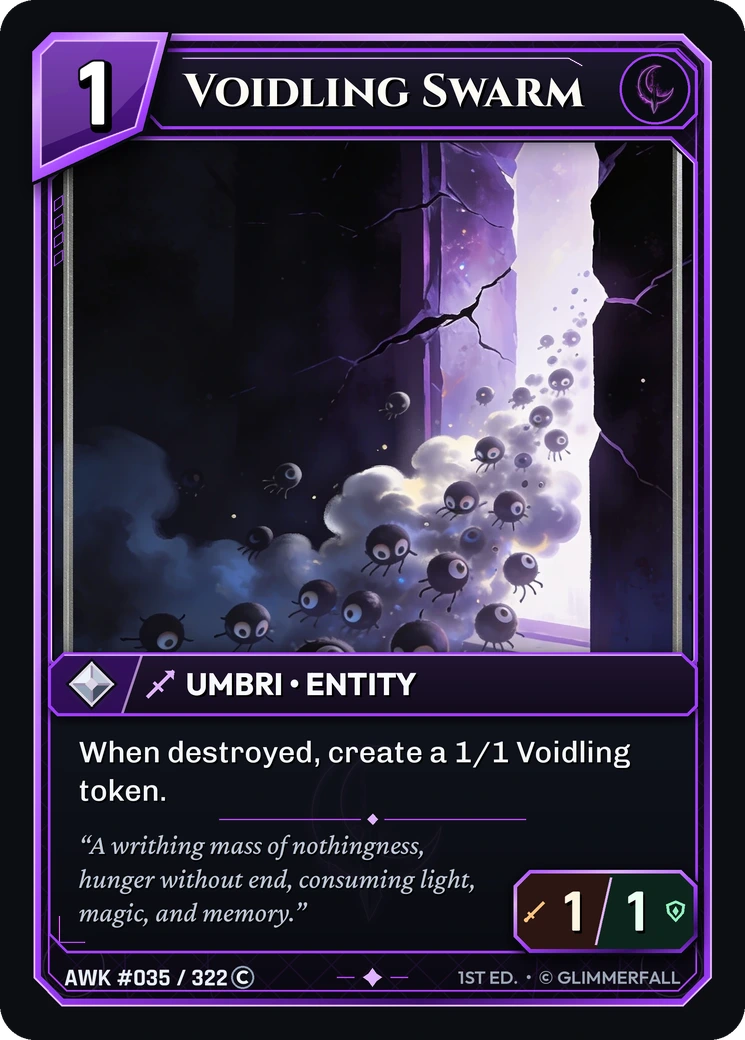 1
VOIDLING SWARM
UMBRI • ENTITY
When destroyed, create a 1/1 Voidling
token.
“A writhing mass of nothingness,
hunger without end, consuming light,
magic, and memory.”
1 / 1
AWK #035 / 322 Ⓒ
1ST ED. • © GLIMMERFALL